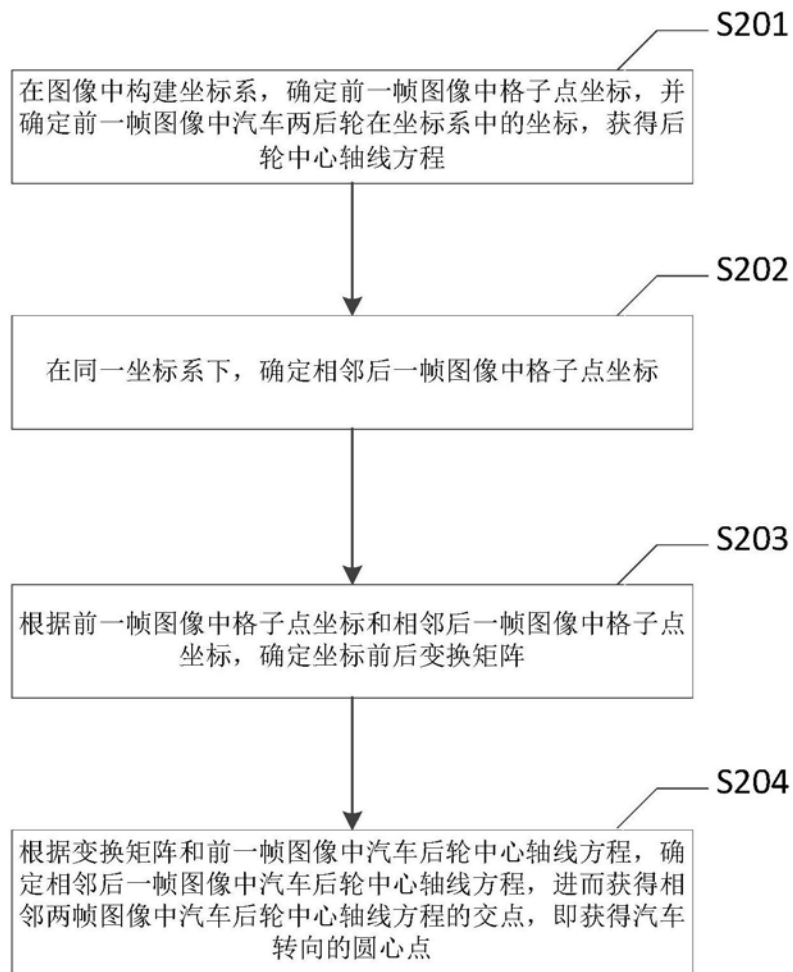 S201
在图像中构建坐标系，确定前一帧图像中格子点坐标，并
确定前一帧图像中汽车两后轮在坐标系中的坐标，获得后
轮中心轴线方程
S202
在同一坐标系下，确定相邻后一帧图像中格子点坐标
S203
根据前一帧图像中格子点坐标和相邻后一帧图像中格子点
坐标，确定坐标前后变换矩阵
S204
根据变换矩阵和前一帧图像中汽车后轮中心轴线方程，确
定相邻后一帧图像中汽车后轮中心轴线方程，进而获得相
邻两帧图像中汽车后轮中心轴线方程的交点，即获得汽车
转向的圆心点